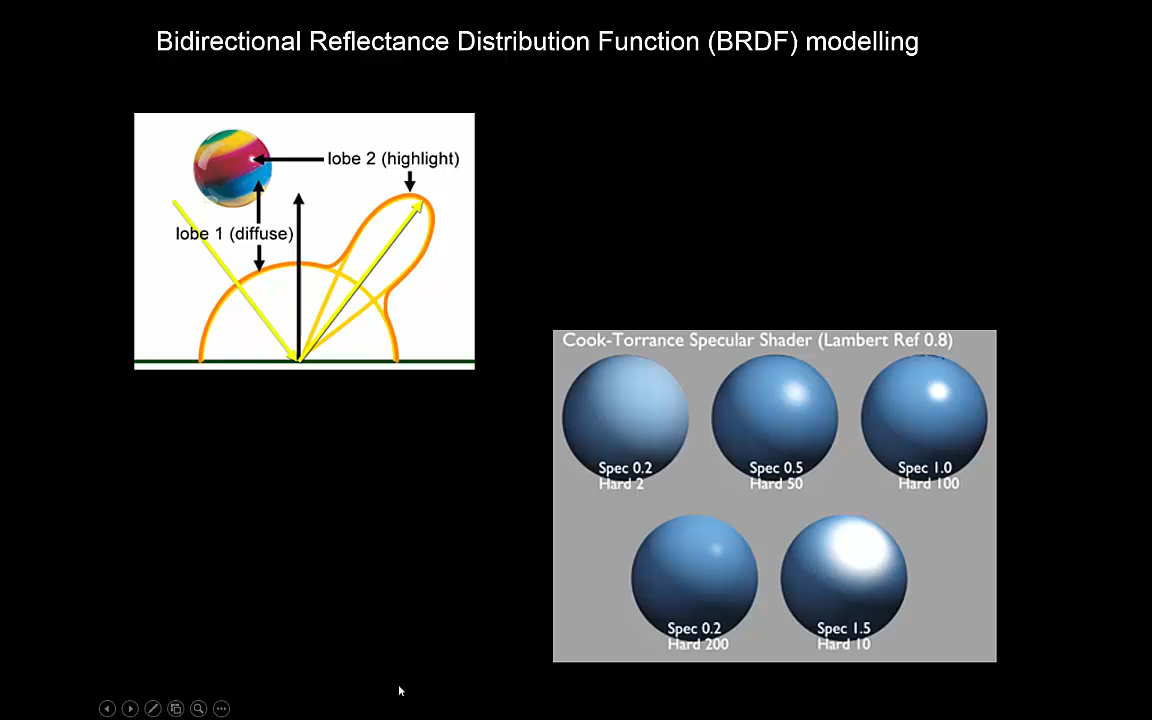 Bidirectional Reflectance Distribution Function (BRDF) modelling
lobe 2 (highlight)
lobe 1 (diffuse)
Cook-Torrance Specular Shader (Lambert Ref 0.8)
Spec 0.2
Hard 2
Spec 0.5
Hard 50
Spec 1.0
Hard 100
Spec 0.2
Hard 200
Spec 1.5
Hard 10